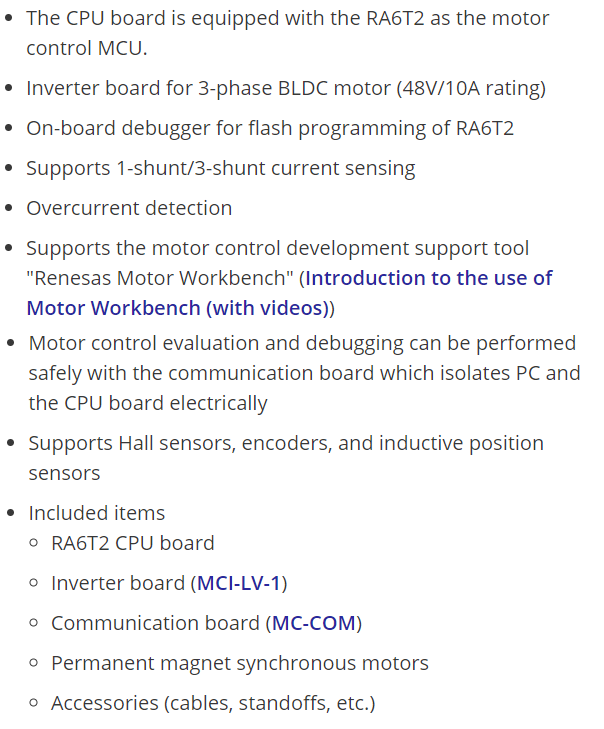 • The CPU board is equipped with the RA6T2 as the motor
control MCU.
• Inverter board for 3-phase BLDC motor (48V/10A rating)
• On-board debugger for flash programming of RA6T2
• Supports 1-shunt/3-shunt current sensing
• Overcurrent detection
• Supports the motor control development support tool
"Renesas Motor Workbench" (Introduction to the use of
Motor Workbench (with videos))
• Motor control evaluation and debugging can be performed
safely with the communication board which isolates PC and
the CPU board electrically
• Supports Hall sensors, encoders, and inductive position
sensors
• Included items
○ RA6T2 CPU board
○ Inverter board (MCI-LV-1)
○ Communication board (MC-COM)
○ Permanent magnet synchronous motors
○ Accessories (cables, standoffs, etc.)